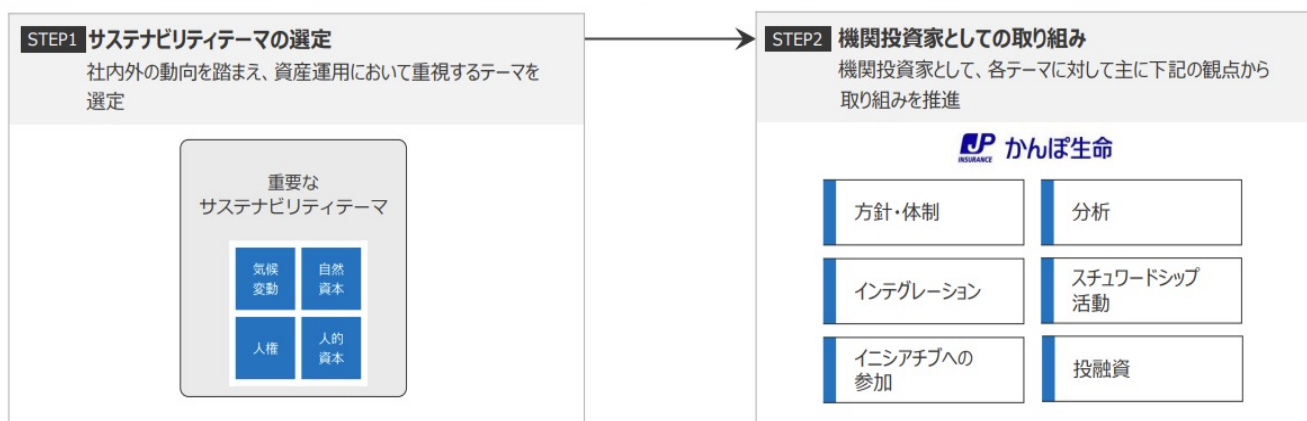 STEP1 サステナビリティテーマの選定
社内外の動向を踏まえ、資産運用において重視するテーマを
選定
重要な
サステナビリティテーマ
気候
変動
自然
資本
人権
人的
資本
STEP2 機関投資家としての取り組み
機関投資家として、各テーマに対して主に下記の観点から
取り組みを推進
JP
INSURANCE
かんぽ生命
方針・体制
分析
インテグレーション
スチュワードシップ
活動
イニシアチブへの
参加
投融資